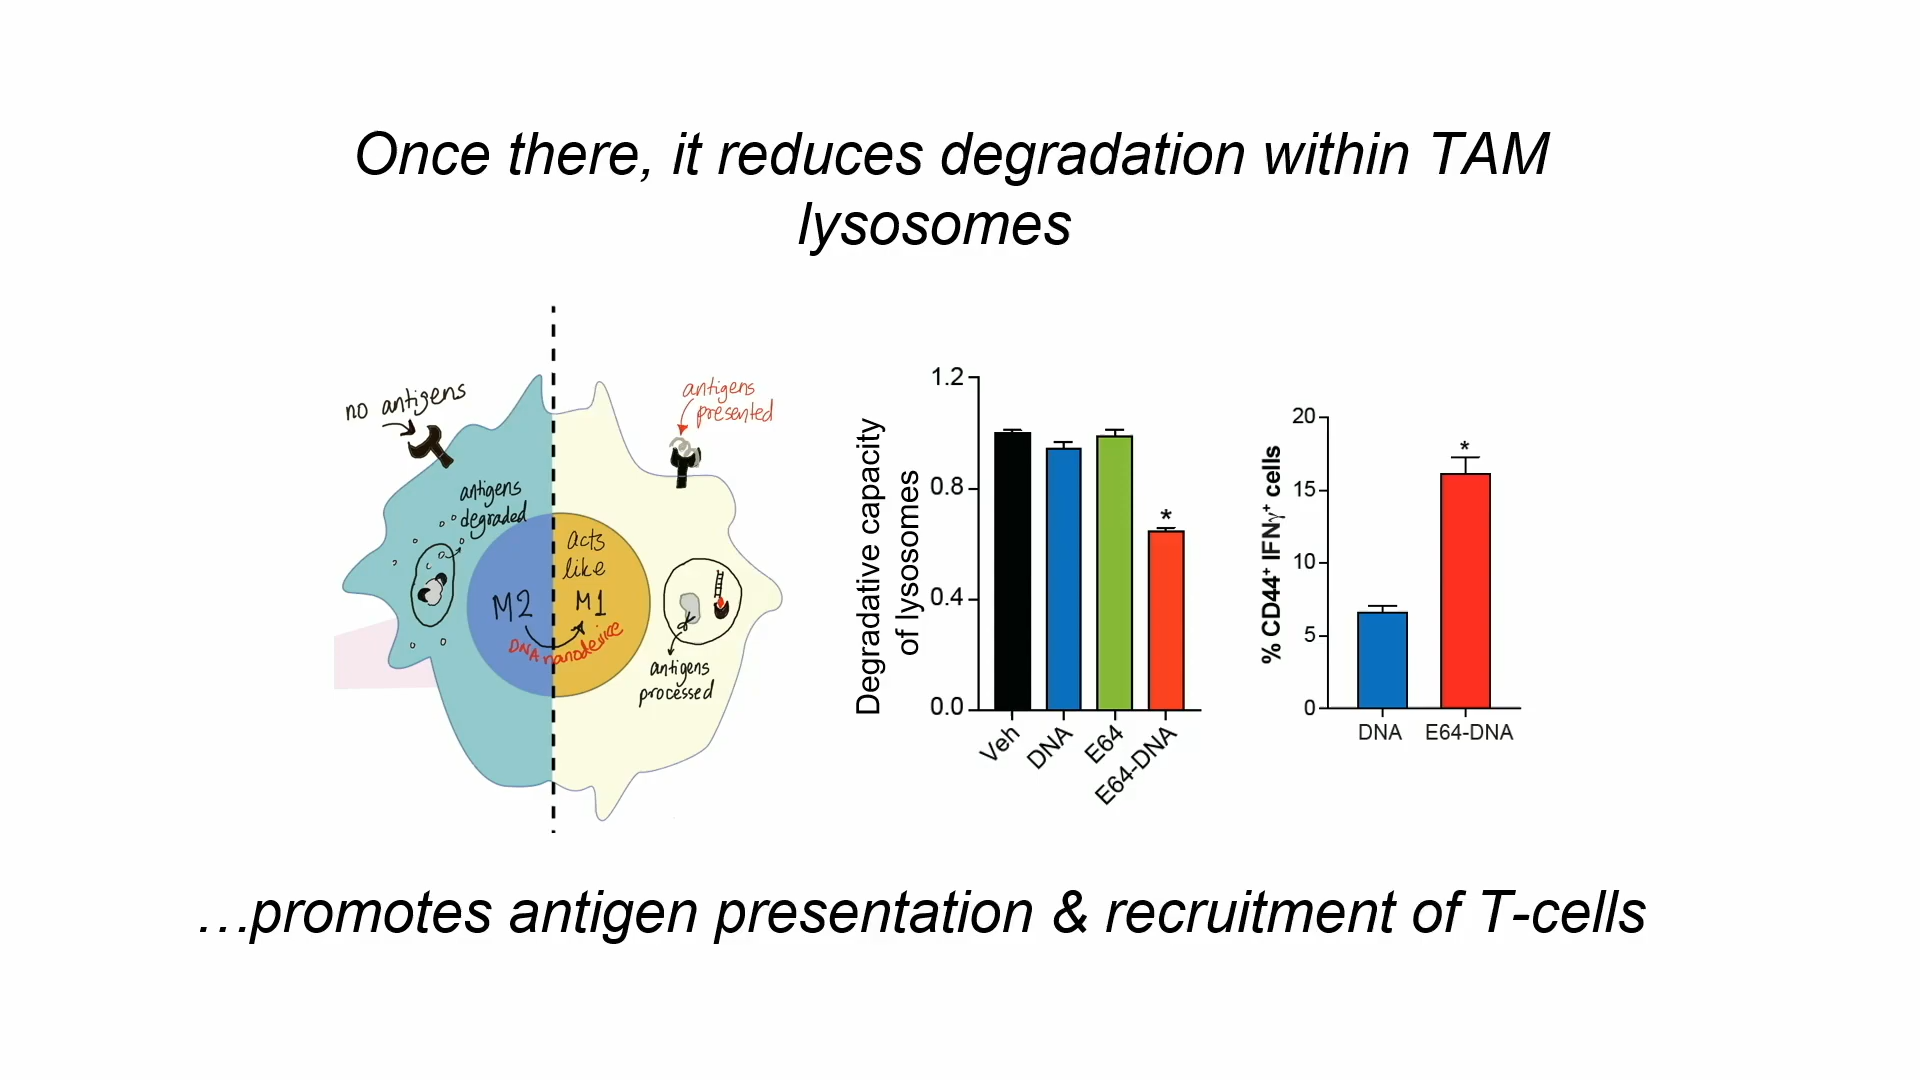 Once there, it reduces degradation within TAM
lysosomes
no antigens
antigens
degraded
M2
acts
like
M1
DNA nanodevice
antigens
presented
antigens
processed
Degradative capacity
of lysosomes
1.2
0.8
0.4
0.0
Veh
DNA
E64
E64-DNA
*
% CD44⁺ IFNγ⁺ cells
20
15
10
5
0
*
DNA
E64-DNA
…promotes antigen presentation & recruitment of T-cells